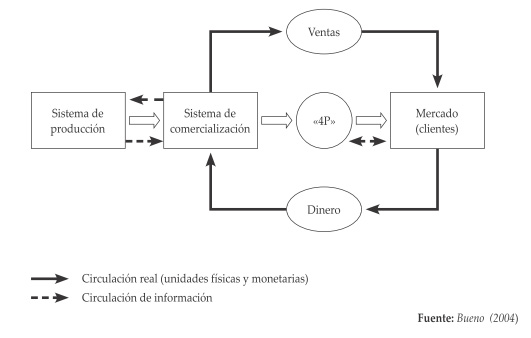 Ventas
Sistema de
producción
Sistema de
comercialización
«4P»
Mercado
(clientes)
Dinero
Circulación real (unidades físicas y monetarias)
Circulación de información
Fuente: Bueno (2004)